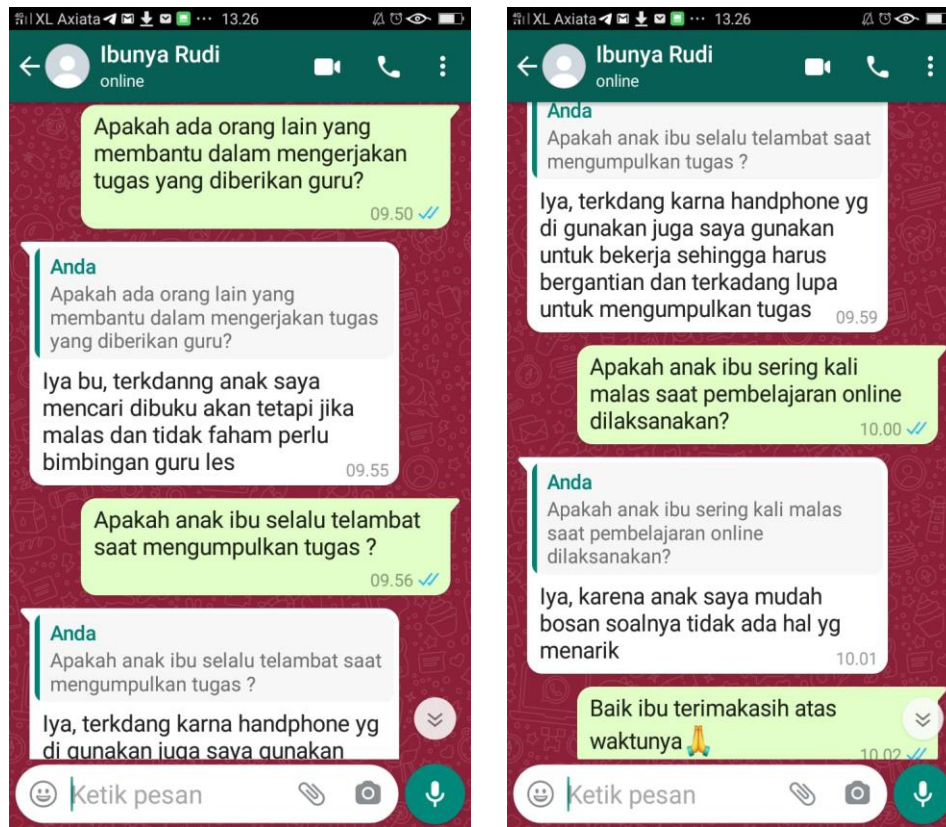 XL Axiata ... 13.26
Ibunya Rudi
online
Apakah ada orang lain yang
membantu dalam mengerjakan
tugas yang diberikan guru?
09.50
Anda
Apakah ada orang lain yang
membantu dalam mengerjakan tugas
yang diberikan guru?
Iya bu, terkdanng anak saya
mencari dibuku akan tetapi jika
malas dan tidak faham perlu
bimbingan guru les
09.55
Apakah anak ibu selalu telambat
saat mengumpulkan tugas ?
09.56
Anda
Apakah anak ibu selalu telambat saat
mengumpulkan tugas ?
Iya, terkdang karna handphone yg
di gunakan juga saya gunakan
Ketik pesan
XL Axiata ... 13.26
Ibunya Rudi
online
Anda
Apakah anak ibu selalu telambat saat
mengumpulkan tugas ?
Iya, terkdang karna handphone yg
di gunakan juga saya gunakan
untuk bekerja sehingga harus
bergantian dan terkadang lupa
untuk mengumpulkan tugas
09.59
Apakah anak ibu sering kali
malas saat pembelajaran online
dilaksanakan?
10.00
Anda
Apakah anak ibu sering kali malas
saat pembelajaran online
dilaksanakan?
Iya, karena anak saya mudah
bosan soalnya tidak ada hal yg
menarik
10.01
Baik ibu terimakasih atas
waktunya 🙏
10.02
Ketik pesan